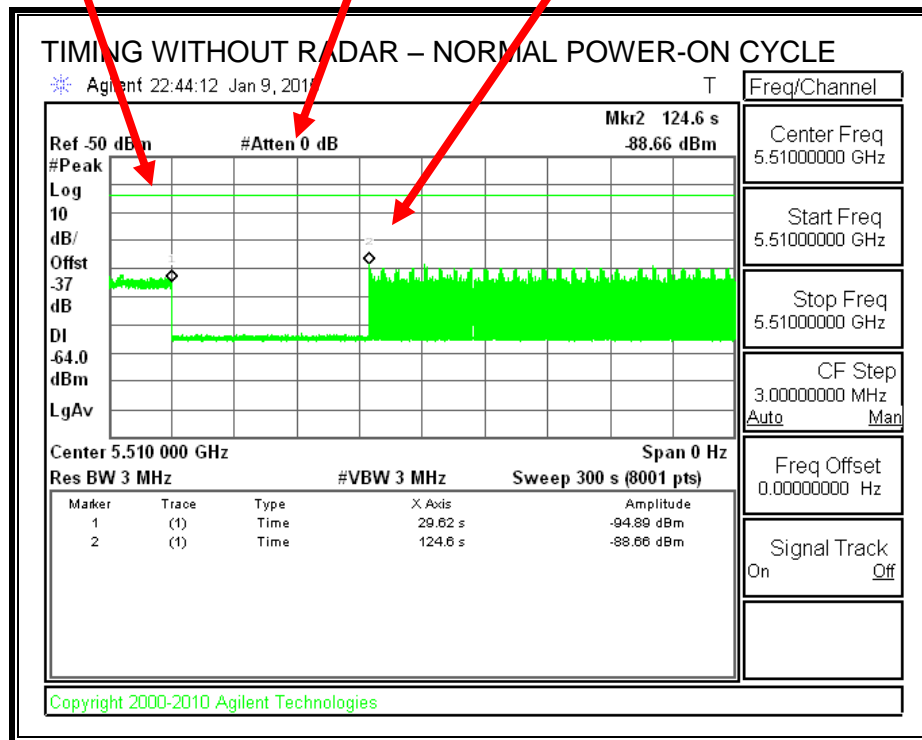 TIMING WITHOUT RADAR – NORMAL POWER-ON CYCLE
Agilent 22:44:12 Jan 9, T
Mkr2 124.6 s
Ref -50 dBm #Atten 0 dB -88.66 dBm
#Peak
Log
10
dB/
Offst
-37
dB
DI
-64.0
dBm
LgAv
1
2
Center 5.510 000 GHz Span 0 Hz
Res BW 3 MHz #VBW 3 MHz Sweep 300 s (8001 pts)
Marker Trace Type X Axis Amplitude
1 (1) Time 29.62 s -94.89 dBm
2 (1) Time 124.6 s -88.66 dBm
Copyright 2000-2010 Agilent Technologies
Freq/Channel
Center Freq
5.51000000 GHz
Start Freq
5.51000000 GHz
Stop Freq
5.51000000 GHz
CF Step
3.00000000 MHz
Auto Man
Freq Offset
0.00000000 Hz
Signal Track
On Off